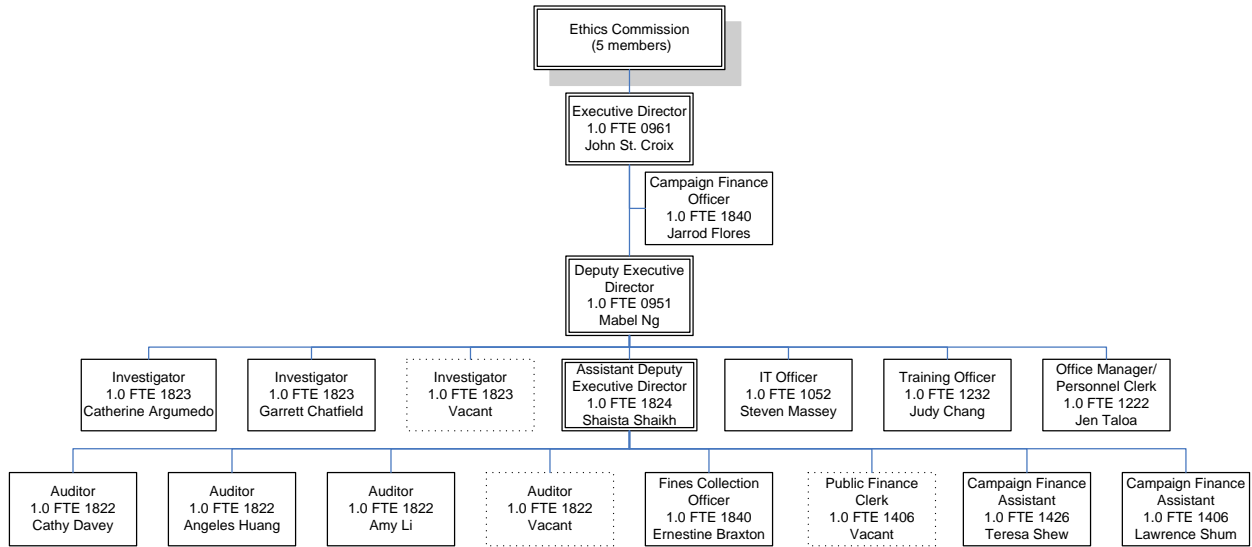 Ethics Commission
(5 members)
Executive Director
1.0 FTE 0961
John St. Croix
Campaign Finance
Officer
1.0 FTE 1840
Jarrod Flores
Deputy Executive
Director
1.0 FTE 0951
Mabel Ng
Investigator
1.0 FTE 1823
Catherine Argumedo
Investigator
1.0 FTE 1823
Garrett Chatfield
Investigator
1.0 FTE 1823
Vacant
Assistant Deputy
Executive Director
1.0 FTE 1824
Shaista Shaikh
IT Officer
1.0 FTE 1052
Steven Massey
Training Officer
1.0 FTE 1232
Judy Chang
Office Manager/
Personnel Clerk
1.0 FTE 1222
Jen Taloa
Auditor
1.0 FTE 1822
Cathy Davey
Auditor
1.0 FTE 1822
Angeles Huang
Auditor
1.0 FTE 1822
Amy Li
Auditor
1.0 FTE 1822
Vacant
Fines Collection
Officer
1.0 FTE 1840
Ernestine Braxton
Public Finance
Clerk
1.0 FTE 1406
Vacant
Campaign Finance
Assistant
1.0 FTE 1426
Teresa Shew
Campaign Finance
Assistant
1.0 FTE 1406
Lawrence Shum